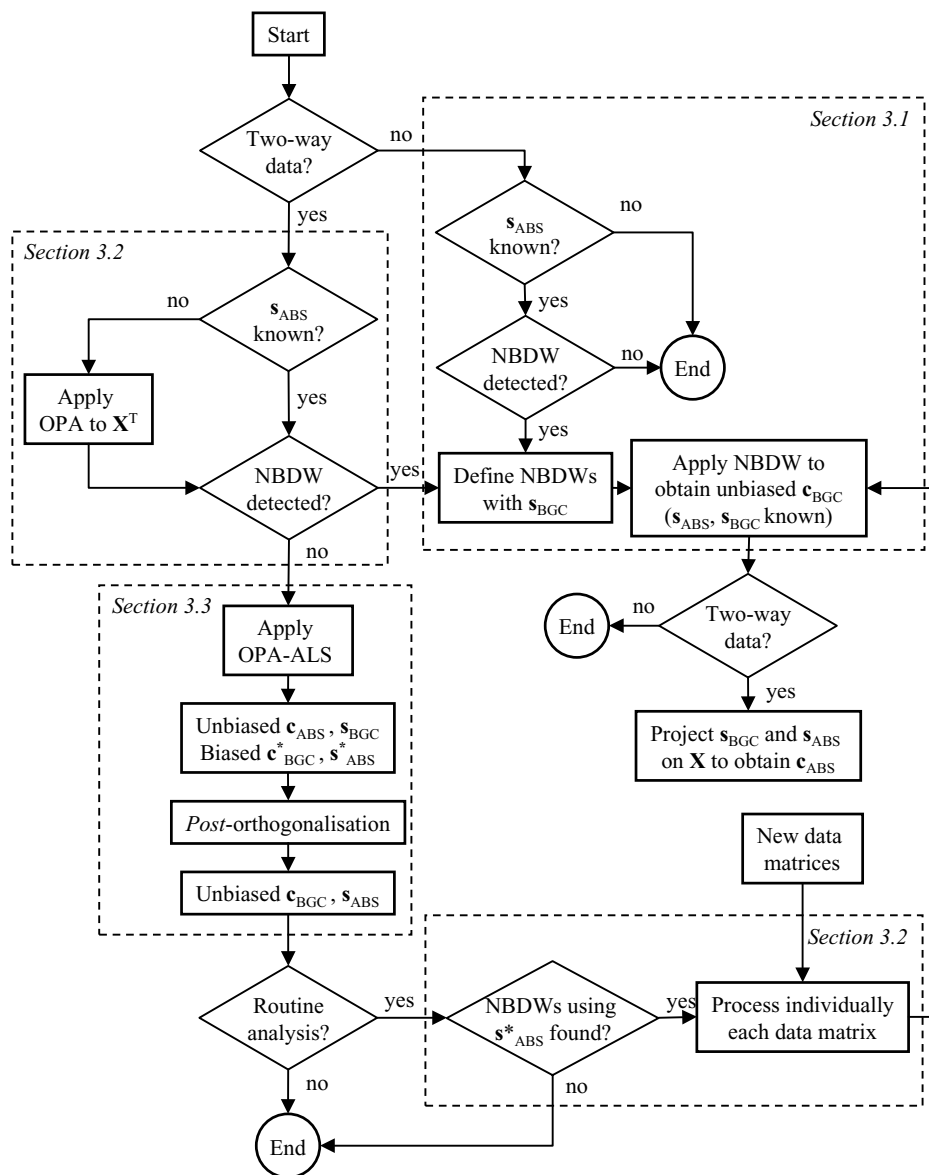 Start
Two-way
data?
no
yes
Section 3.1
s_ABS
known?
no
yes
NBDW
detected?
no
End
yes
Define NBDWs
with s_BGC
Apply NBDW to
obtain unbiased c_BGC
(s_ABS, s_BGC known)
Section 3.2
s_ABS
known?
no
yes
Apply
OPA to X^T
NBDW
detected?
yes
no
Two-way
data?
no
End
yes
Project s_BGC and s_ABS
on X to obtain c_ABS
Section 3.3
Apply
OPA-ALS
Unbiased c_ABS , s_BGC
Biased c*_BGC , s*_ABS
Post-orthogonalisation
Unbiased c_BGC , s_ABS
New data
matrices
Section 3.2
Routine
analysis?
yes
NBDWs using
s*_ABS found?
yes
Process individually
each data matrix
no
no
End